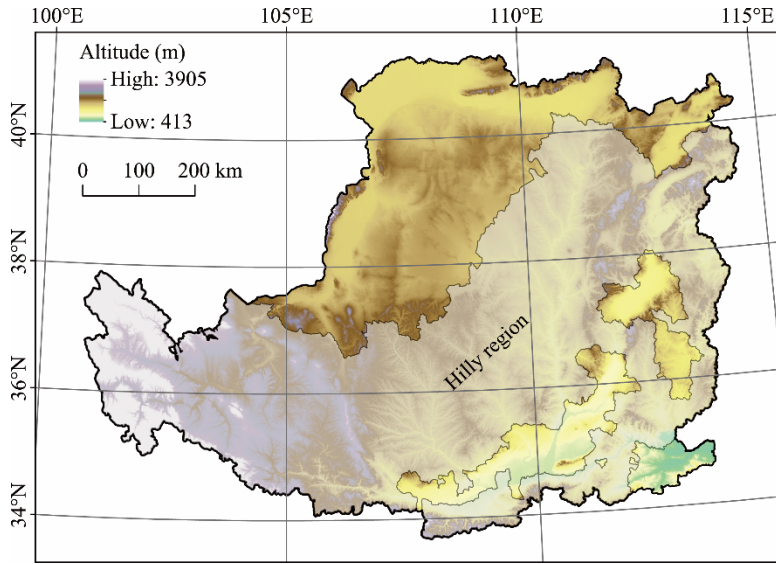 100°E 105°E 110°E 115°E
Altitude (m)
High: 3905
Low: 413
0 100 200 km
40°N
38°N
36°N
34°N
Hilly region